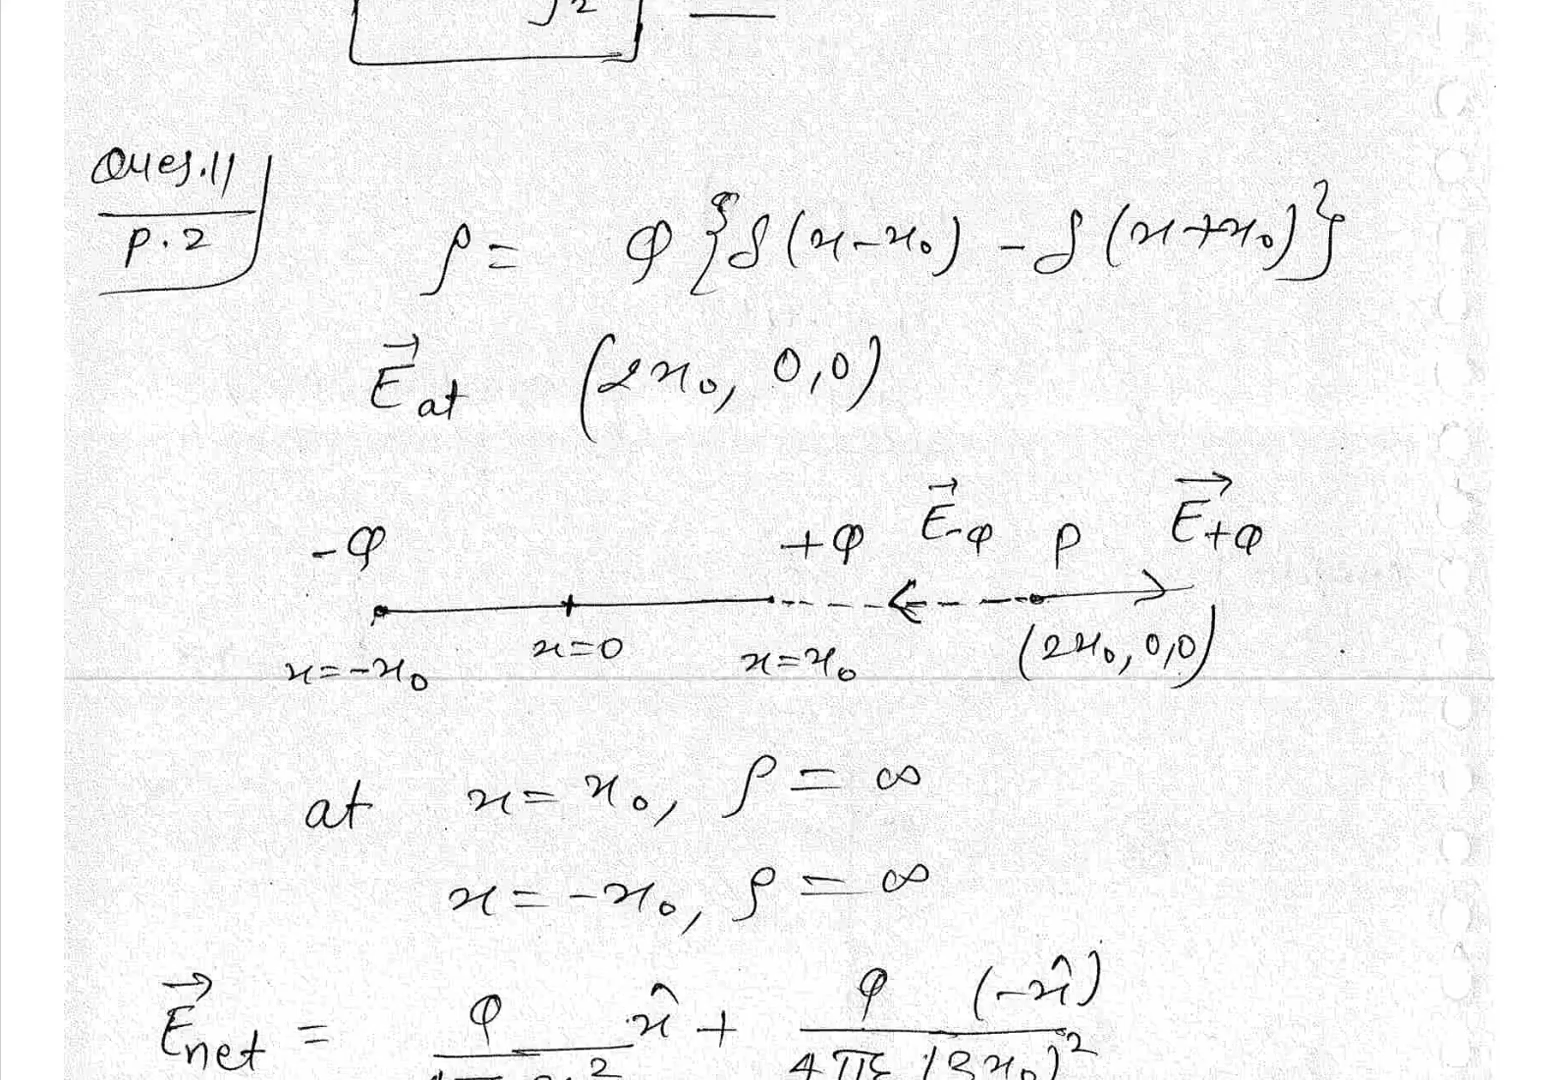 Ques.11
P.2
ρ = Q {δ(x-x₀) - δ(x+x₀)}
E⃗ at (2x₀, 0,0)
-Q +Q E⃗-Q P E⃗+Q
x=-x₀ x=0 x=x₀ (2x₀, 0,0)
at x = x₀, ρ = ∞
x = -x₀, ρ = ∞
E⃗net = Q x̂ + Q (-x̂)
4πε (3x₀)²